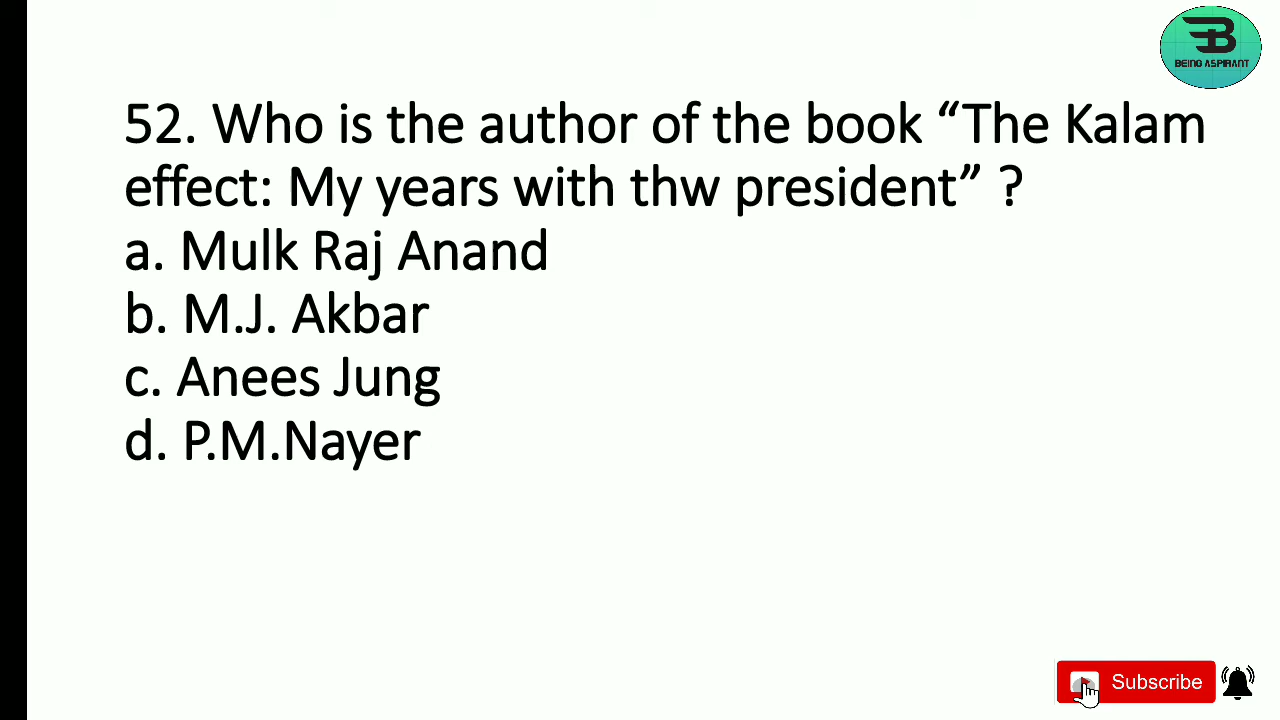 BEING ASPIRANT
52. Who is the author of the book “The Kalam
effect: My years with thw president” ?
a. Mulk Raj Anand
b. M.J. Akbar
c. Anees Jung
d. P.M.Nayer
Subscribe